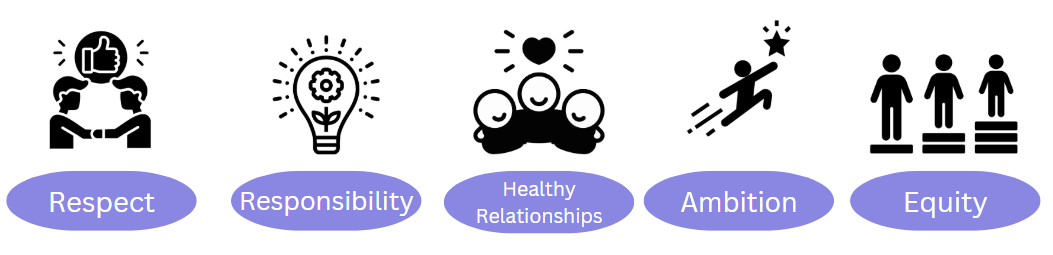 Respect
Responsibility
Healthy
Relationships
Ambition
Equity